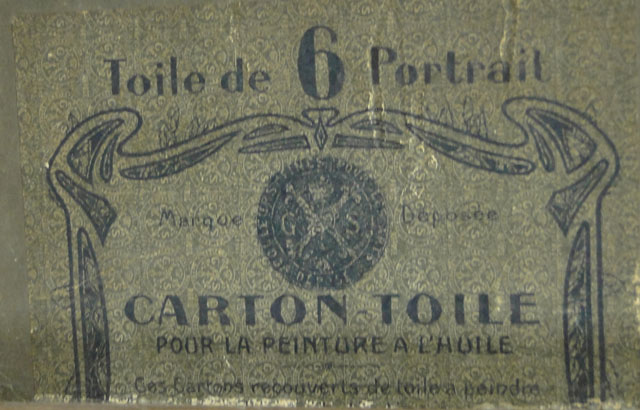 Toile de 6 Portrait
Marque G S Déposée
CARTON-TOILE
POUR LA PEINTURE A L'HUILE
Ces Cartons recouverts de toile a peindre